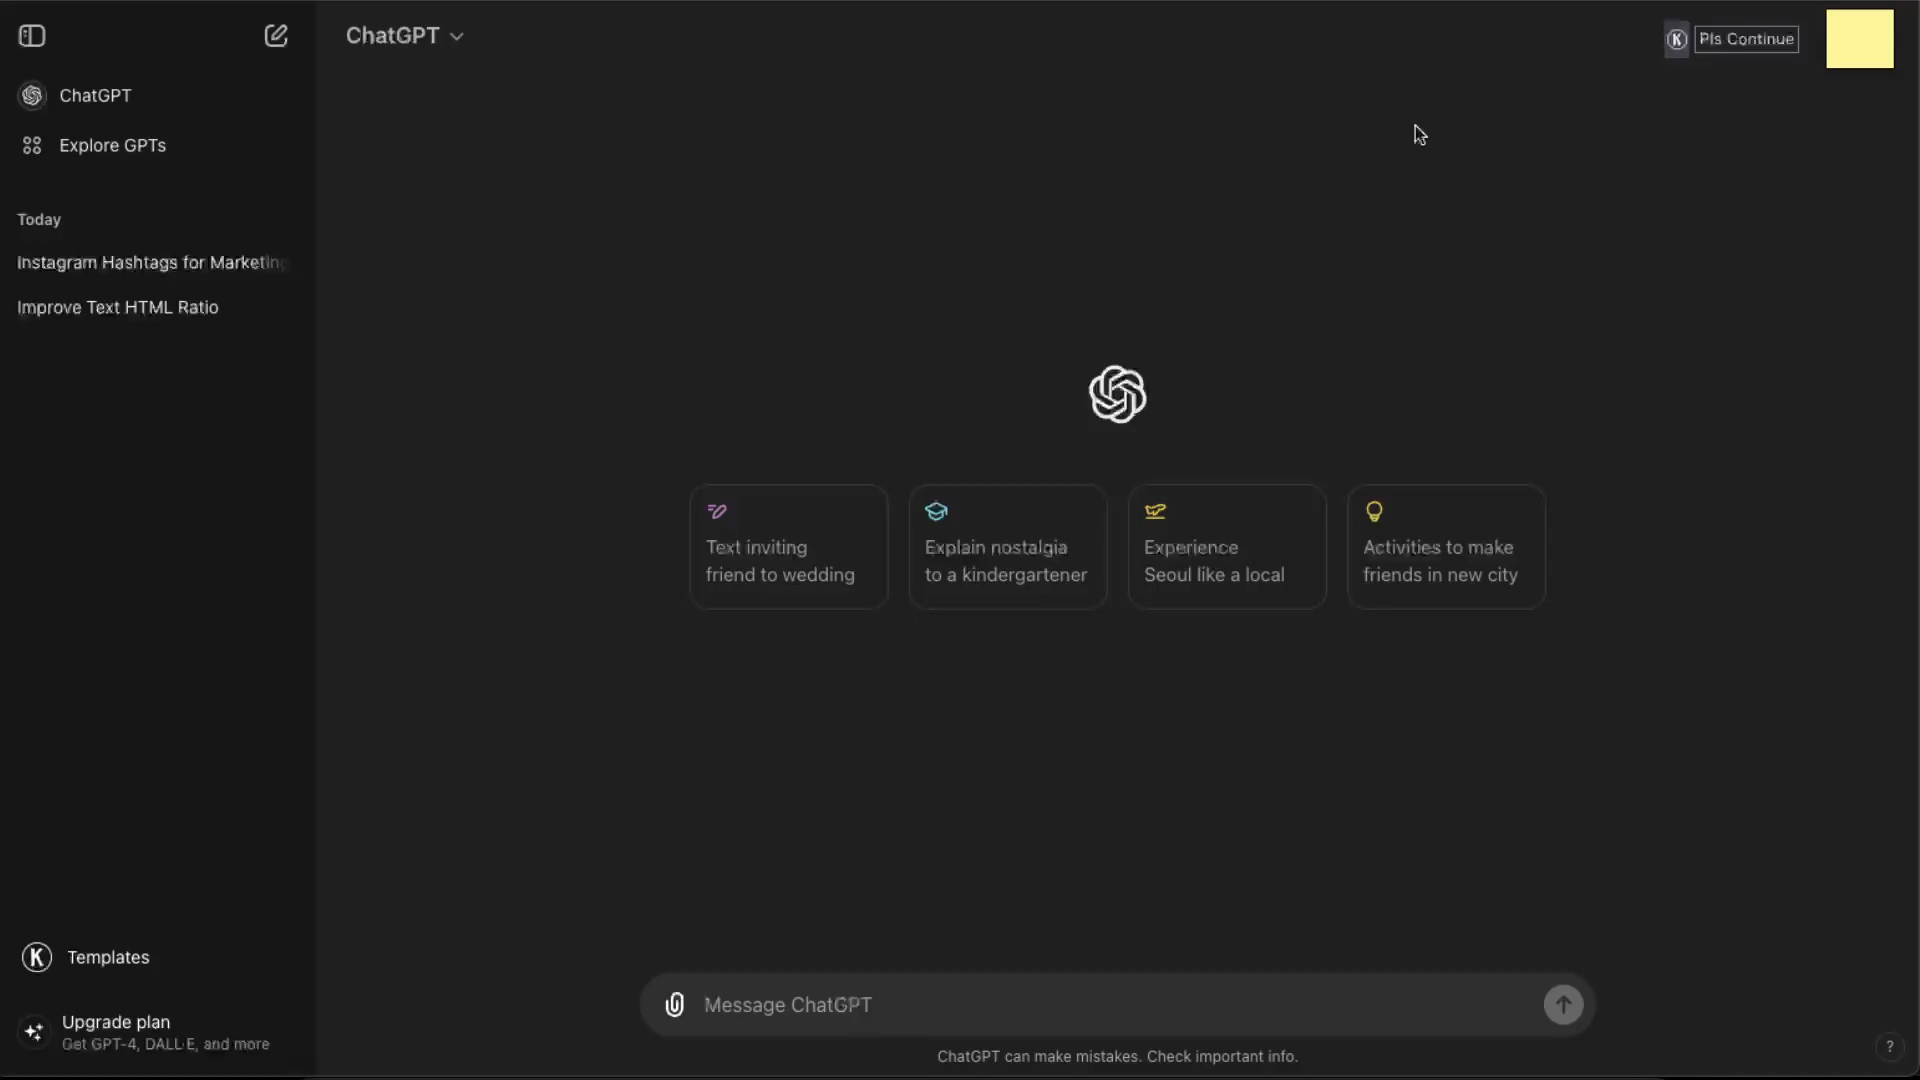 ChatGPT
Pls Continue
ChatGPT
Explore GPTs
Today
Instagram Hashtags for Marketing
Improve Text HTML Ratio
Text inviting
friend to wedding
Explain nostalgia
to a kindergartener
Experience
Seoul like a local
Activities to make
friends in new city
K Templates
Upgrade plan
Get GPT-4, DALL·E, and more
Message ChatGPT
ChatGPT can make mistakes. Check important info.
?